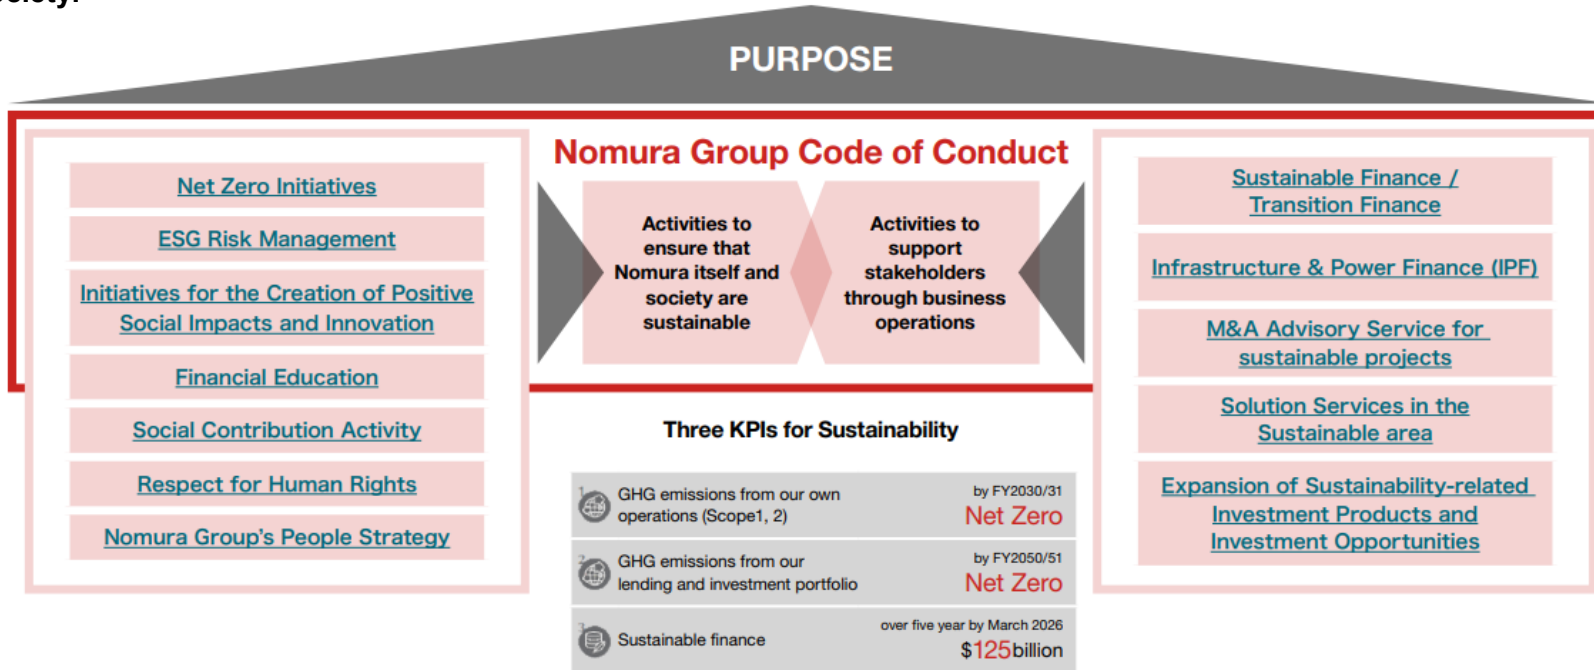 ociety.
PURPOSE
Nomura Group Code of Conduct
Net Zero Initiatives
ESG Risk Management
Initiatives for the Creation of Positive
Social Impacts and Innovation
Financial Education
Social Contribution Activity
Respect for Human Rights
Nomura Group's People Strategy
Activities to
ensure that
Nomura itself and
society are
sustainable
Activities to
support
stakeholders
through business
operations
Sustainable Finance /
Transition Finance
Infrastructure & Power Finance (IPF)
M&A Advisory Service for
sustainable projects
Solution Services in the
Sustainable area
Expansion of Sustainability-related
Investment Products and
Investment Opportunities
Three KPIs for Sustainability
1
GHG emissions from our own
operations (Scope1, 2)
by FY2030/31
Net Zero
2
GHG emissions from our
lending and investment portfolio
by FY2050/51
Net Zero
3
Sustainable finance
over five year by March 2026
$125billion